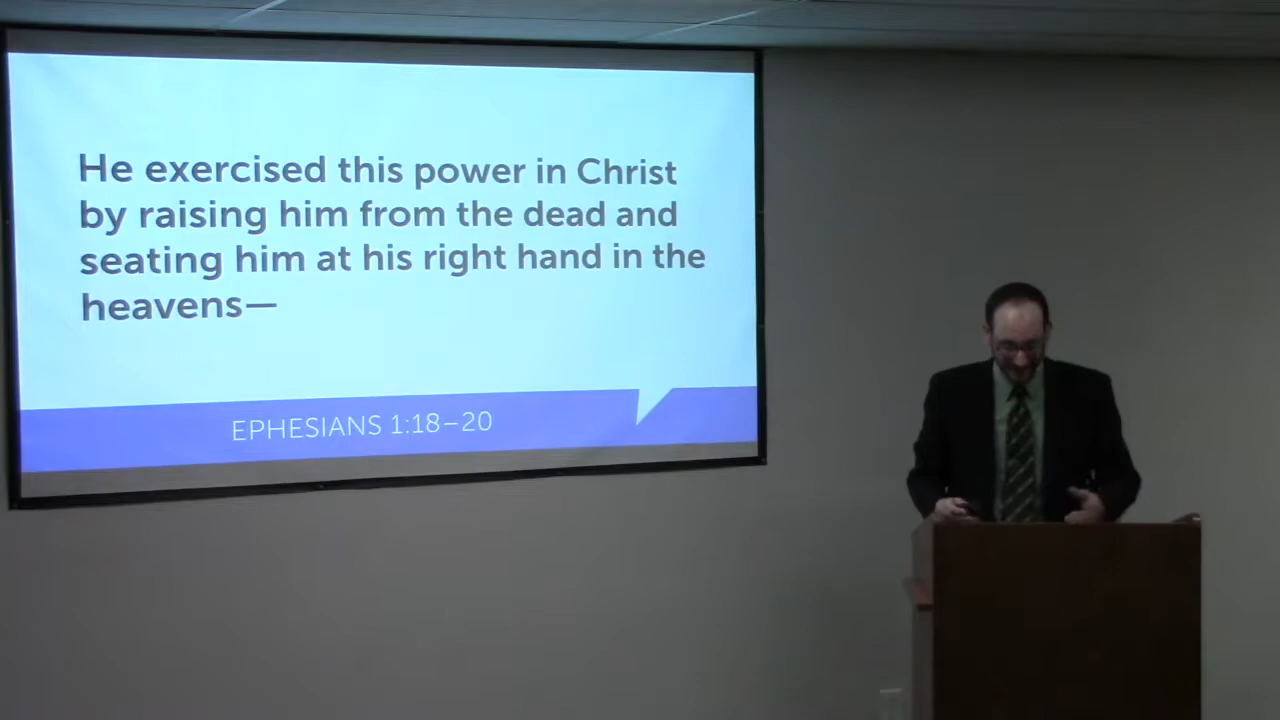 He exercised this power in Christ
by raising him from the dead and
seating him at his right hand in the
heavens—
EPHESIANS 1:18–20